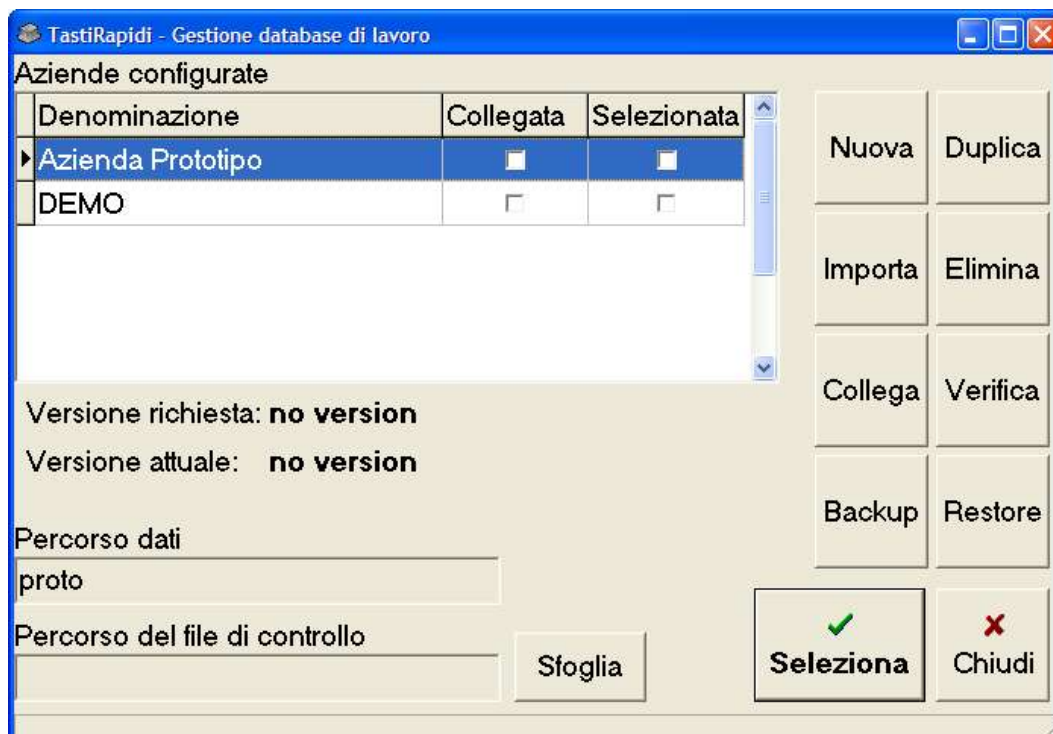 TastiRapidi - Gestione database di lavoro
Aziende configurate
Denominazione Collegata Selezionata
Azienda Prototipo
DEMO
Nuova Duplica
Importa Elimina
Collega Verifica
Backup Restore
Versione richiesta: no version
Versione attuale: no version
Percorso dati
proto
Percorso del file di controllo
Sfoglia
Seleziona Chiudi